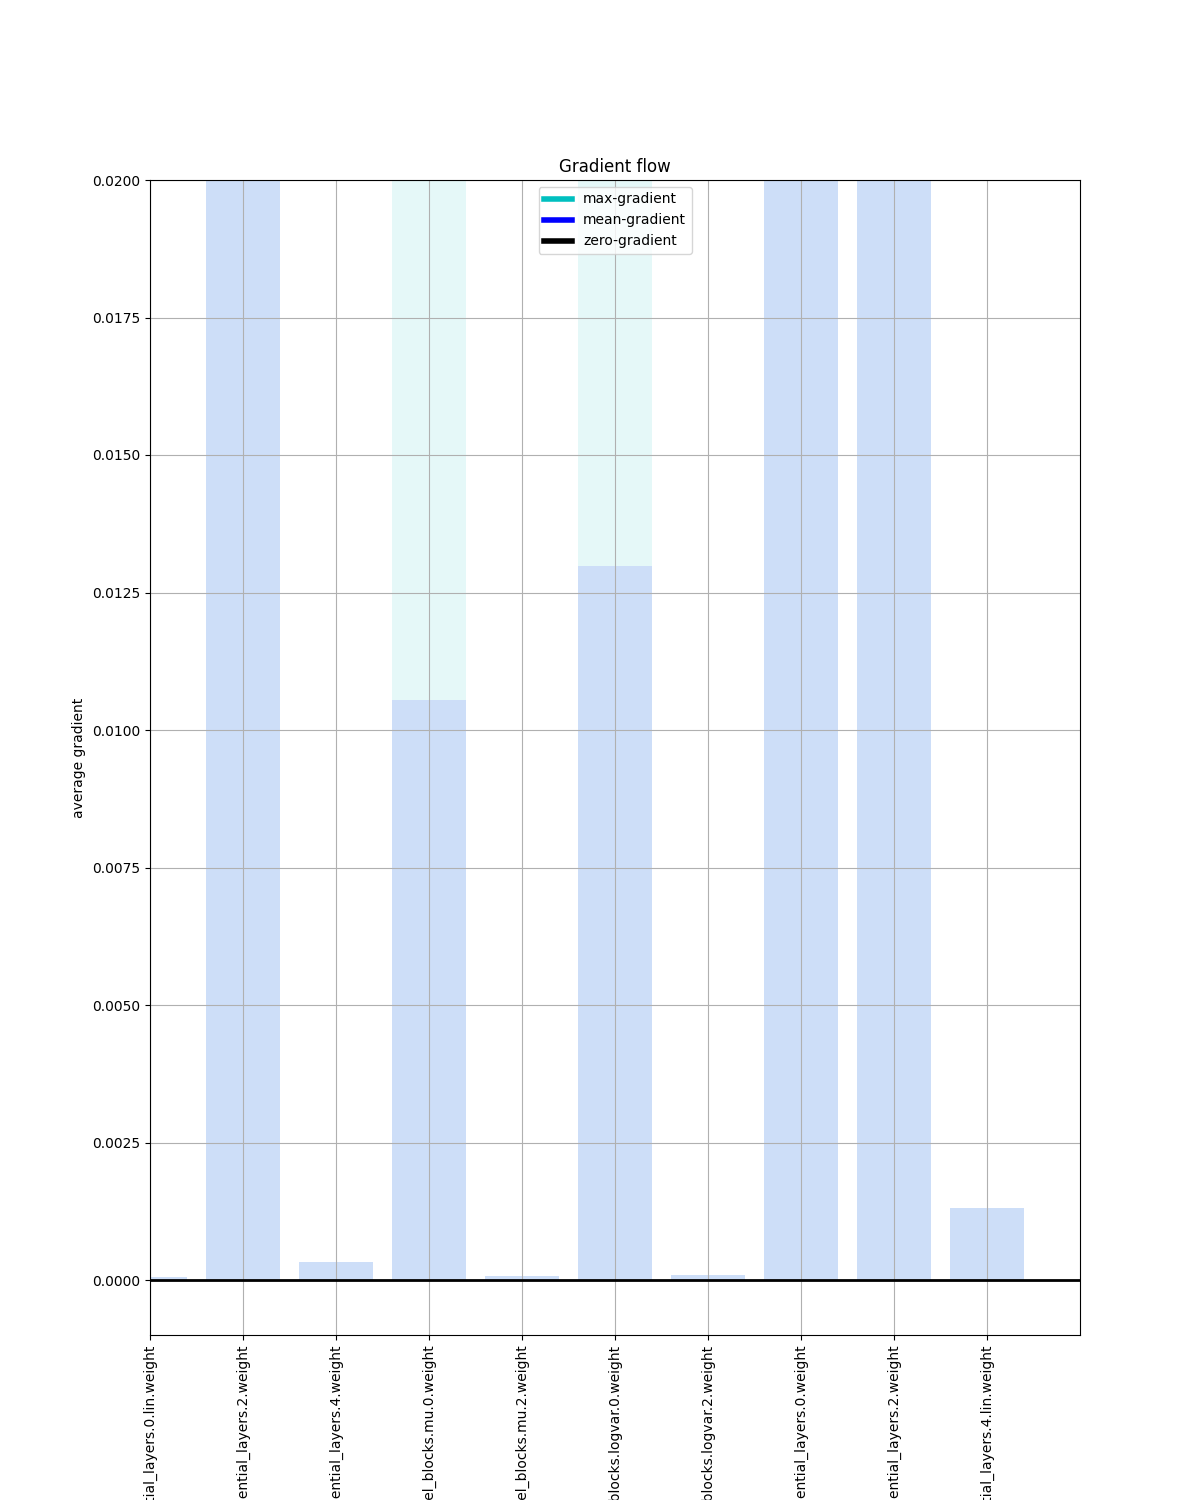 Gradient flow
max-gradient
mean-gradient
zero-gradient
0.0200
0.0175
0.0150
0.0125
0.0100
0.0075
0.0050
0.0025
0.0000
average gradient
tial_layers.0.lin.weight
ential_layers.2.weight
ential_layers.4.weight
el_blocks.mu.0.weight
el_blocks.mu.2.weight
blocks.logvar.0.weight
blocks.logvar.2.weight
ential_layers.0.weight
ential_layers.2.weight
tial_layers.4.lin.weight